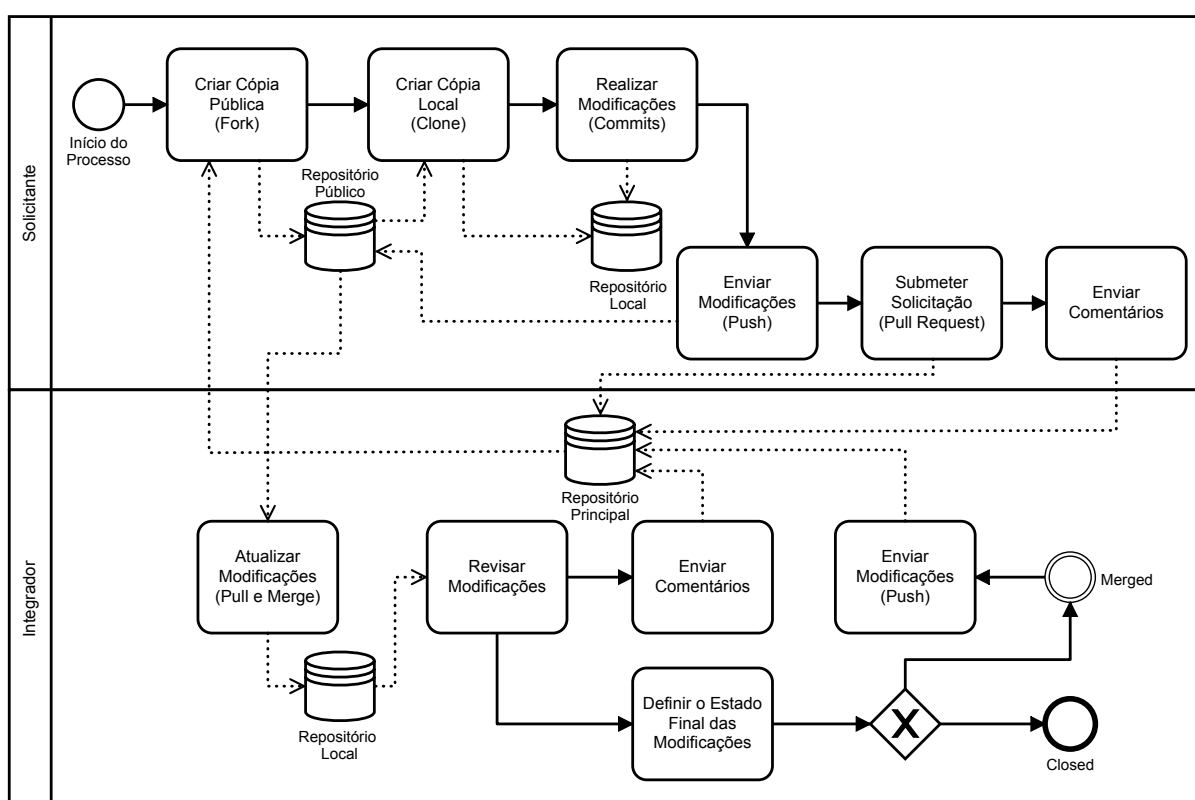 Solicitante
Início do
Processo
Criar Cópia
Pública
(Fork)
Criar Cópia
Local
(Clone)
Realizar
Modificações
(Commits)
Repositório
Público
Repositório
Local
Enviar
Modificações
(Push)
Submeter
Solicitação
(Pull Request)
Enviar
Comentários
Integrador
Repositório
Principal
Atualizar
Modificações
(Pull e Merge)
Revisar
Modificações
Enviar
Comentários
Enviar
Modificações
(Push)
Merged
Repositório
Local
Definir o Estado
Final das
Modificações
X
Closed